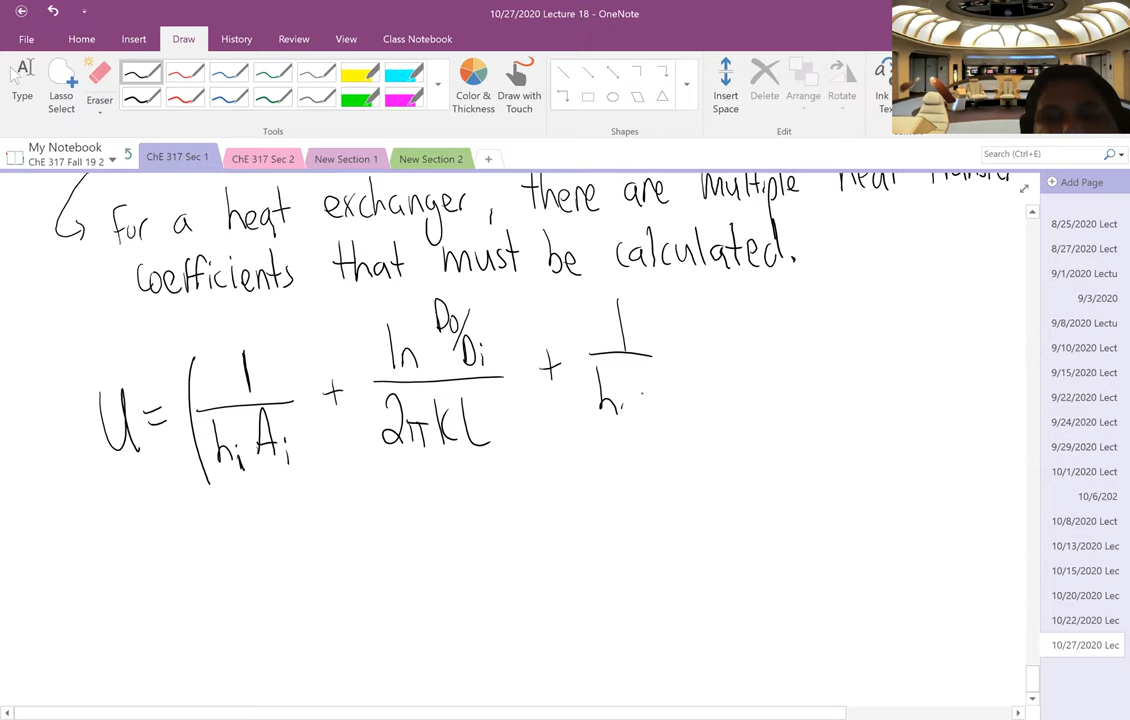 10/27/2020 Lecture 18 - OneNote
File Home Insert Draw History Review View Class Notebook
Type Lasso Select Eraser Color & Thickness Draw with Touch Insert Space Delete Arrange Rotate Ink Tex
Tools Shapes Edit
My Notebook
ChE 317 Fall 19 2
ChE 317 Sec 1 ChE 317 Sec 2 New Section 1 New Section 2 +
Search (Ctrl+E)
Add Page
8/25/2020 Lect
8/27/2020 Lect
9/1/2020 Lectu
9/3/2020
9/8/2020 Lectu
9/10/2020 Lect
9/15/2020 Lect
9/22/2020 Lect
9/24/2020 Lect
9/29/2020 Lect
10/1/2020 Lect
10/6/202
10/8/2020 Lect
10/13/2020 Lec
10/15/2020 Lec
10/20/2020 Lec
10/22/2020 Lec
10/27/2020 Lec
↳ for a heat exchanger, there are multiple heat transfer
coefficients that must be calculated.
U = ( 1/(hi Ai) + ln Do/Di / (2πkL) + 1/h